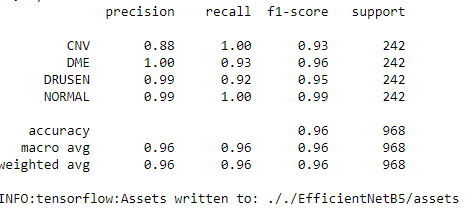 precision recall f1-score support
CNV 0.88 1.00 0.93 242
DME 1.00 0.93 0.96 242
DRUSEN 0.99 0.92 0.95 242
NORMAL 0.99 1.00 0.99 242
accuracy 0.96 968
macro avg 0.96 0.96 0.96 968
weighted avg 0.96 0.96 0.96 968
INFO:tensorflow:Assets written to: ././EfficientNetB5/assets